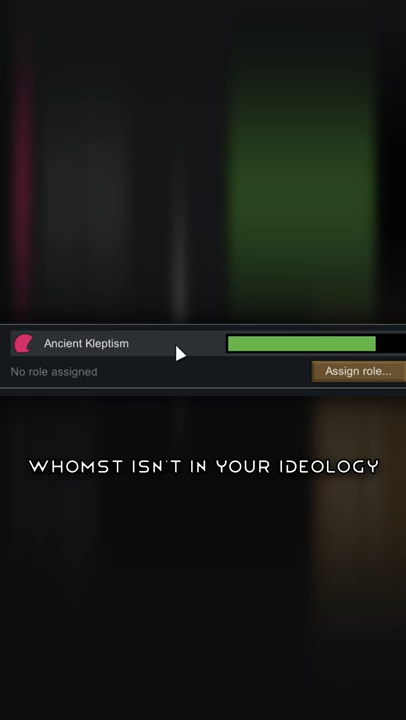 Ancient Kleptism
No role assigned
Assign role...
WHOMST ISN'T IN YOUR IDEOLOGY